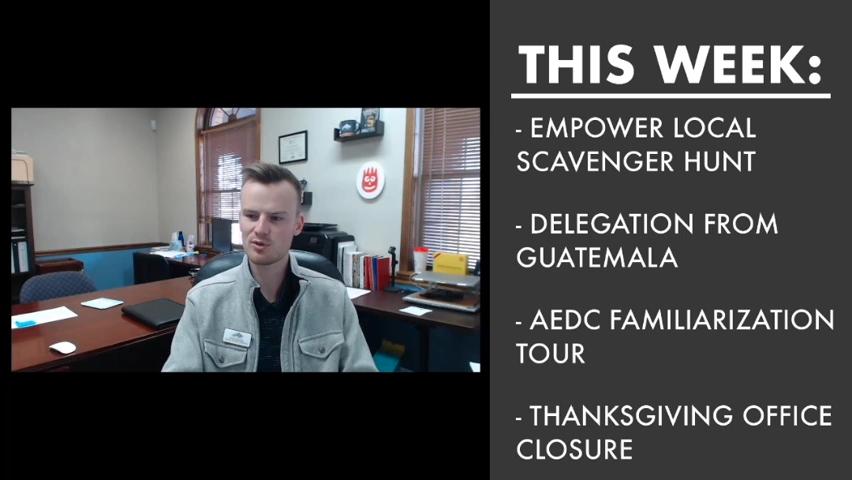 THIS WEEK:
- EMPOWER LOCAL
SCAVENGER HUNT
- DELEGATION FROM
GUATEMALA
- AEDC FAMILIARIZATION
TOUR
- THANKSGIVING OFFICE
CLOSURE